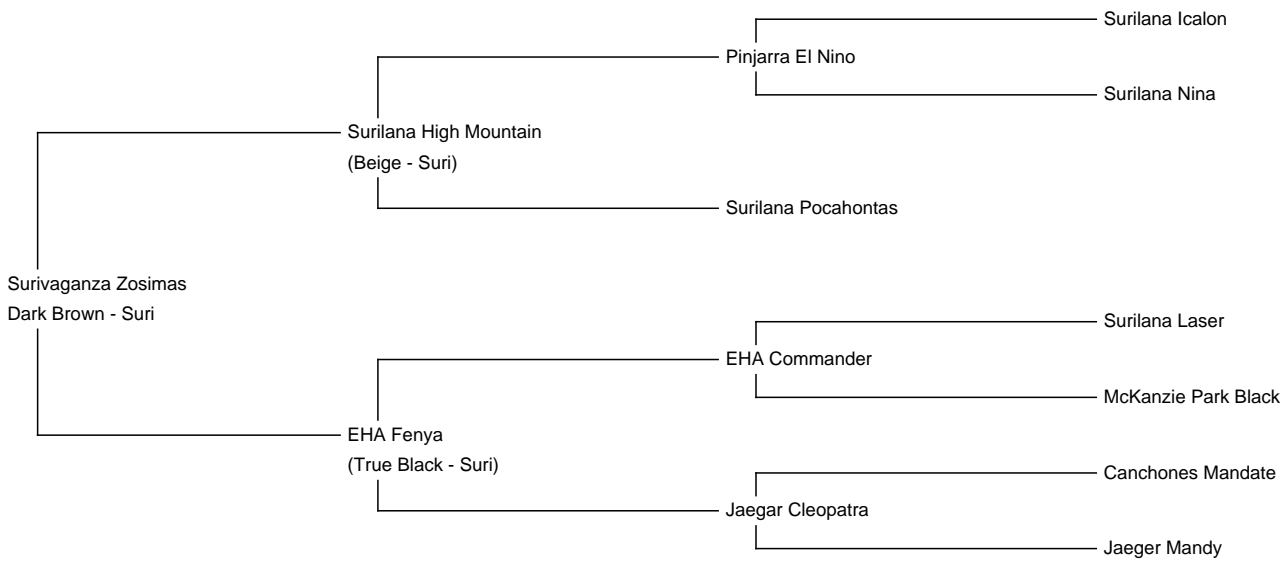 Surilana Icalon
Pinjarra El Nino
Surilana Nina
Surilana High Mountain
(Beige - Suri)
Surilana Pocahontas
Surivaganza Zosimas
Dark Brown - Suri
Surilana Laser
EHA Commander
McKanzie Park Black
EHA Fenya
(True Black - Suri)
Canchones Mandate
Jaegar Cleopatra
Jaeger Mandy